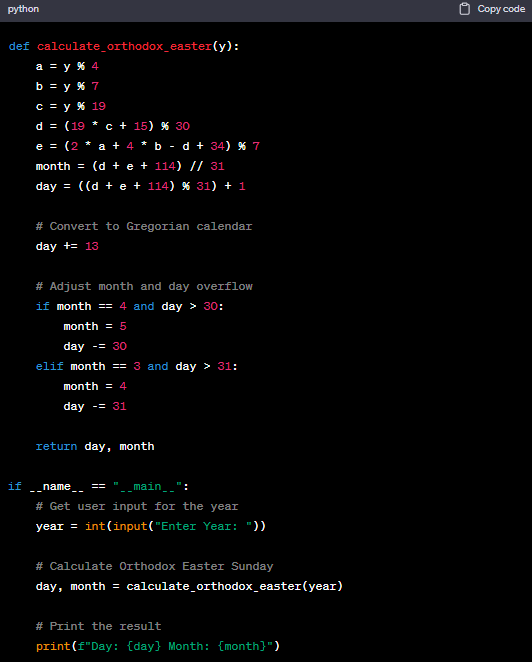 python Copy code
def calculate_orthodox_easter(y):
    a = y % 4
    b = y % 7
    c = y % 19
    d = (19 * c + 15) % 30
    e = (2 * a + 4 * b - d + 34) % 7
    month = (d + e + 114) // 31
    day = ((d + e + 114) % 31) + 1

    # Convert to Gregorian calendar
    day += 13

    # Adjust month and day overflow
    if month == 4 and day > 30:
        month = 5
        day -= 30
    elif month == 3 and day > 31:
        month = 4
        day -= 31

    return day, month

if __name__ == "__main__":
    # Get user input for the year
    year = int(input("Enter Year: "))

    # Calculate Orthodox Easter Sunday
    day, month = calculate_orthodox_easter(year)

    # Print the result
    print(f"Day: {day} Month: {month}")